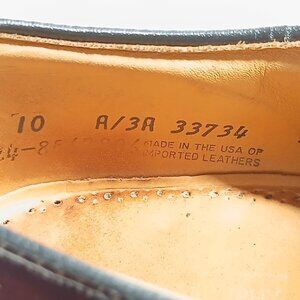 10 A/3A 33734
MADE IN THE USA OF
IMPORTED LEATHERS